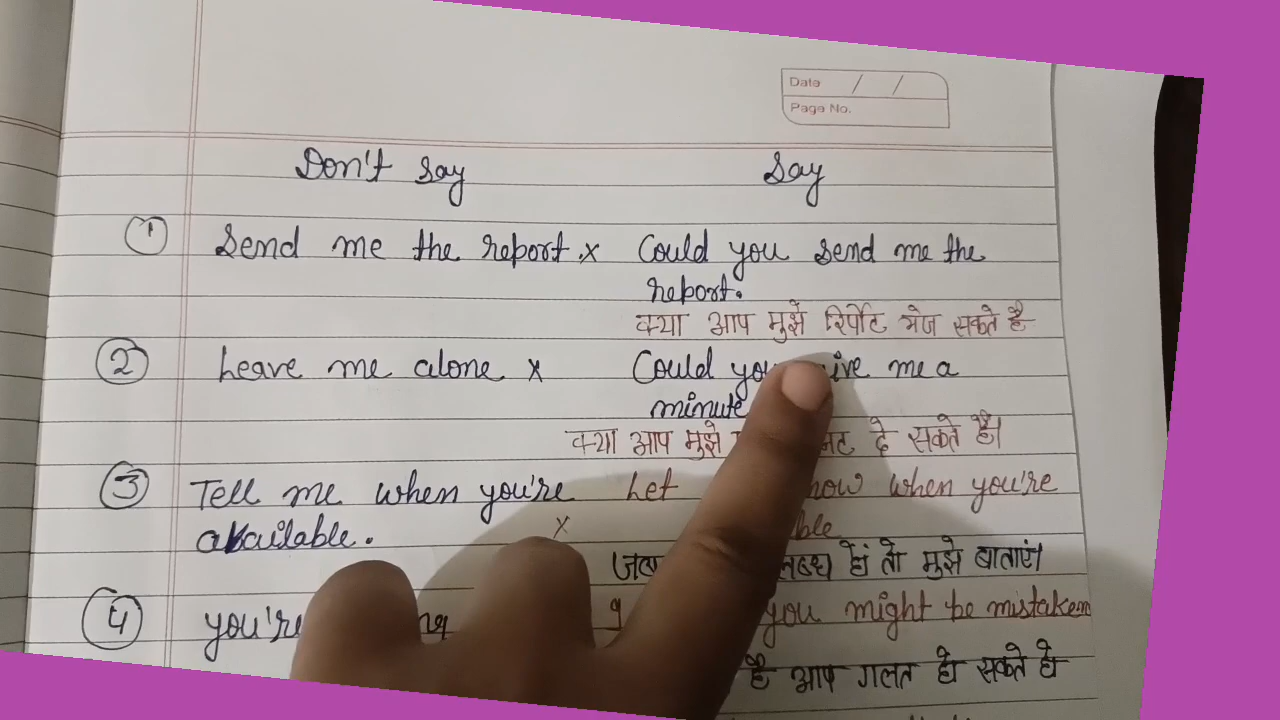 Date / /
Page No.
Don't say Say
1 Send me the report. x Could you send me the
report.
क्या आप मुझे रिपोर्ट भेज सकते है
2 Leave me alone x Could you give me a
minute
क्या आप मुझे दे सकते है।
3 Tell me when you're Let when you're
available. x
हों तो मुझे बाताएं।
4 you're you might be mistaken
है आप गलत हो सकते हो